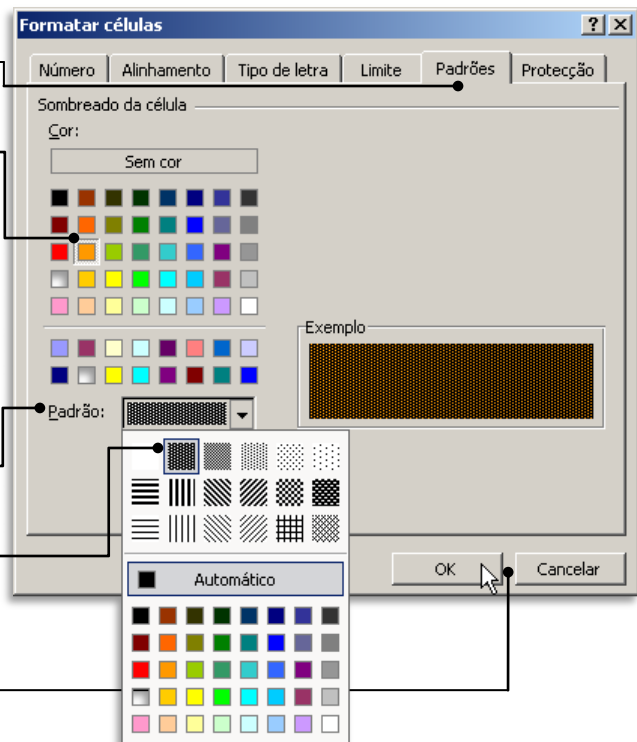 Formatar células
Número Alinhamento Tipo de letra Limite Padrões Protecção
Sombreado da célula
Cor:
Sem cor
Exemplo
Padrão:
Automático
OK Cancelar